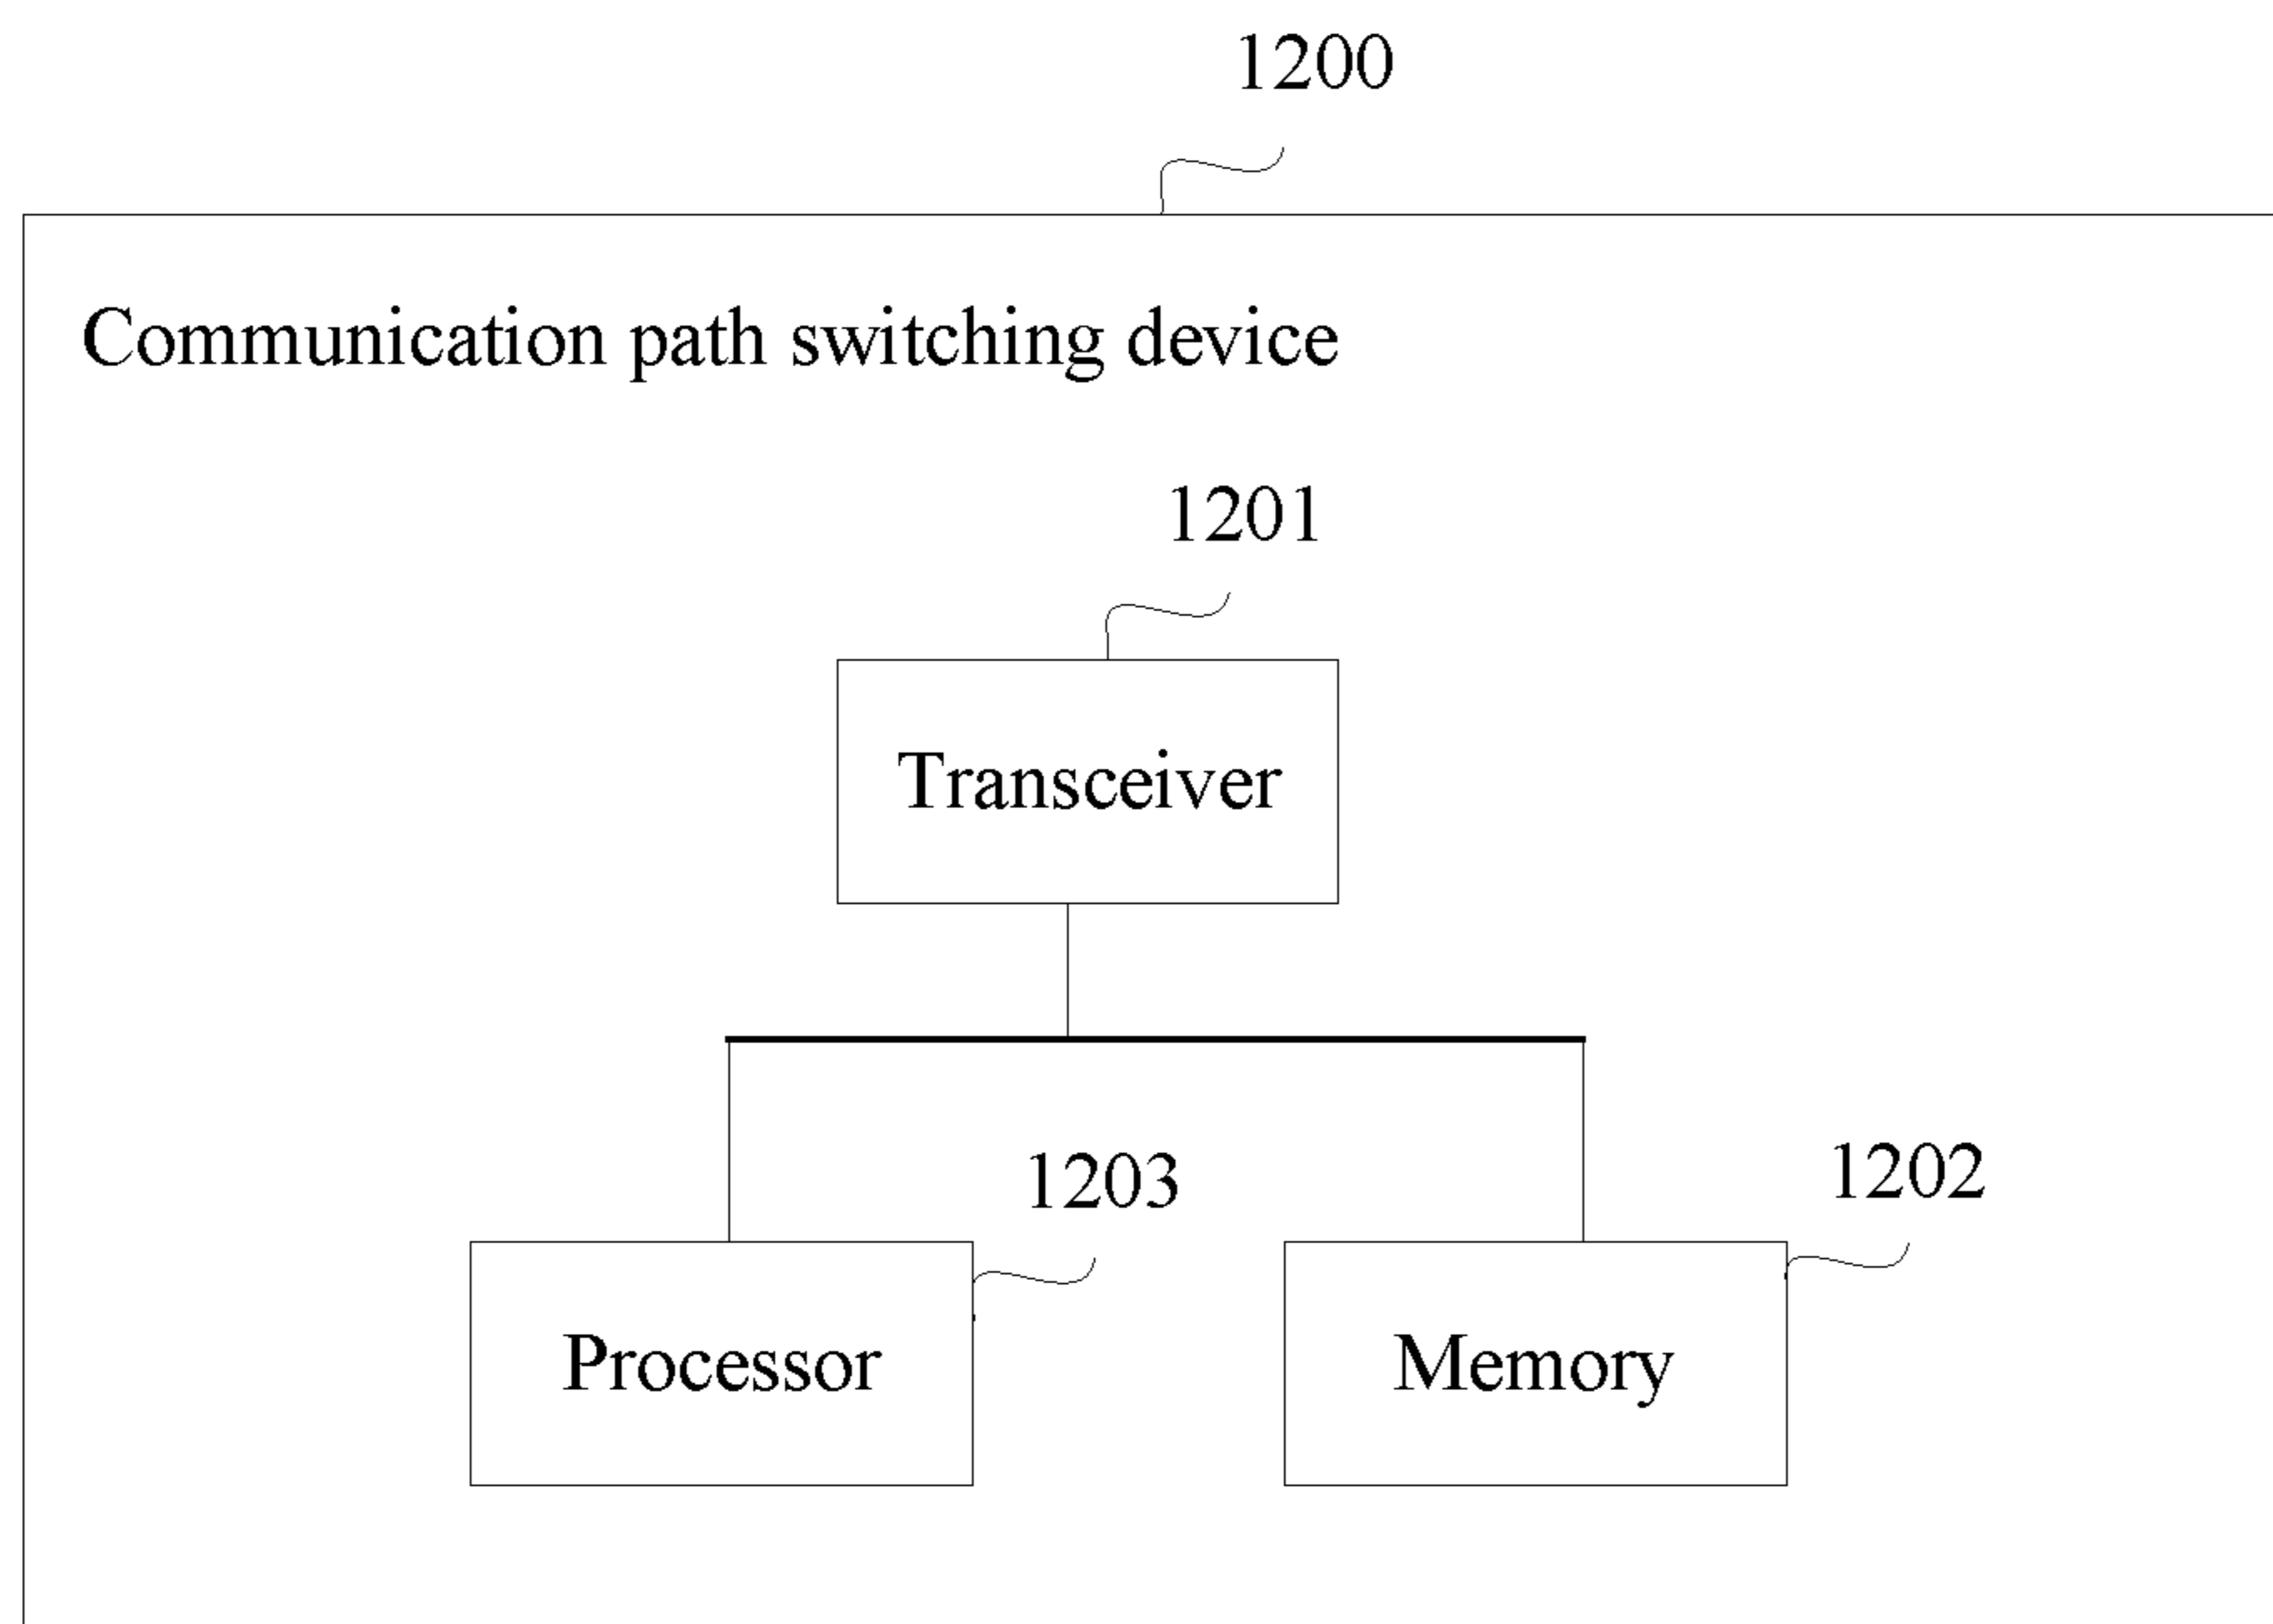 1200
Communication path switching device
1201
Transceiver
1203
1202
Processor
Memory